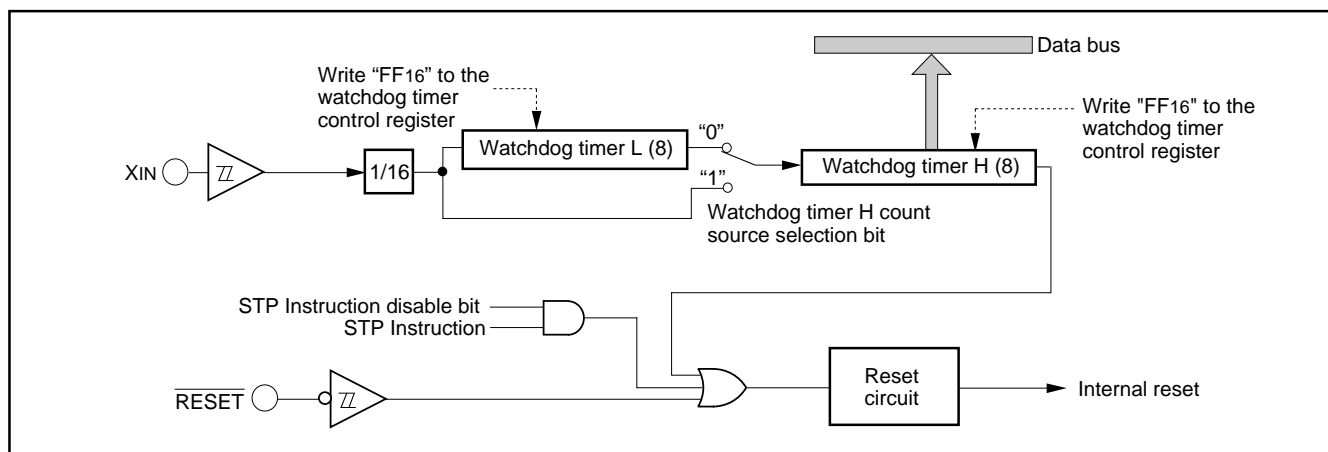 Data bus
Write “FF16” to the
watchdog timer
control register
Write "FF16" to the
watchdog timer
control register
“0”
XIN
1/16
Watchdog timer L (8)
Watchdog timer H (8)
“1”
Watchdog timer H count
source selection bit
STP Instruction disable bit
STP Instruction
RESET
Reset
circuit
Internal reset